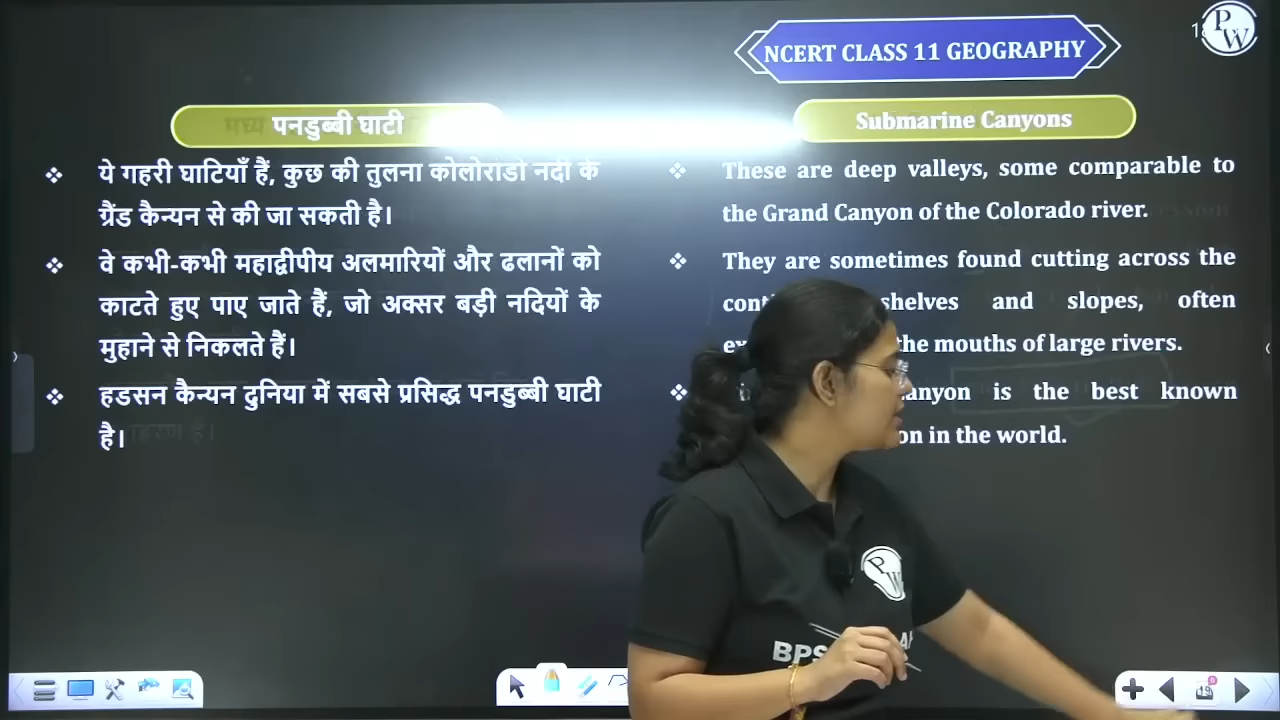 NCERT CLASS 11 GEOGRAPHY
PW
पनडुब्बी घाटी
❖ ये गहरी घाटियाँ हैं, कुछ की तुलना कोलोराडो नदी के
ग्रैंड कैन्यन से की जा सकती है।
❖ वे कभी-कभी महाद्वीपीय अलमारियों और ढलानों को
काटते हुए पाए जाते हैं, जो अक्सर बड़ी नदियों के
मुहाने से निकलते हैं।
❖ हडसन कैन्यन दुनिया में सबसे प्रसिद्ध पनडुब्बी घाटी
है।
Submarine Canyons
❖ These are deep valleys, some comparable to
the Grand Canyon of the Colorado river.
❖ They are sometimes found cutting across the
shelves and slopes, often
the mouths of large rivers.
❖ is the best known
in the world.
PW
19